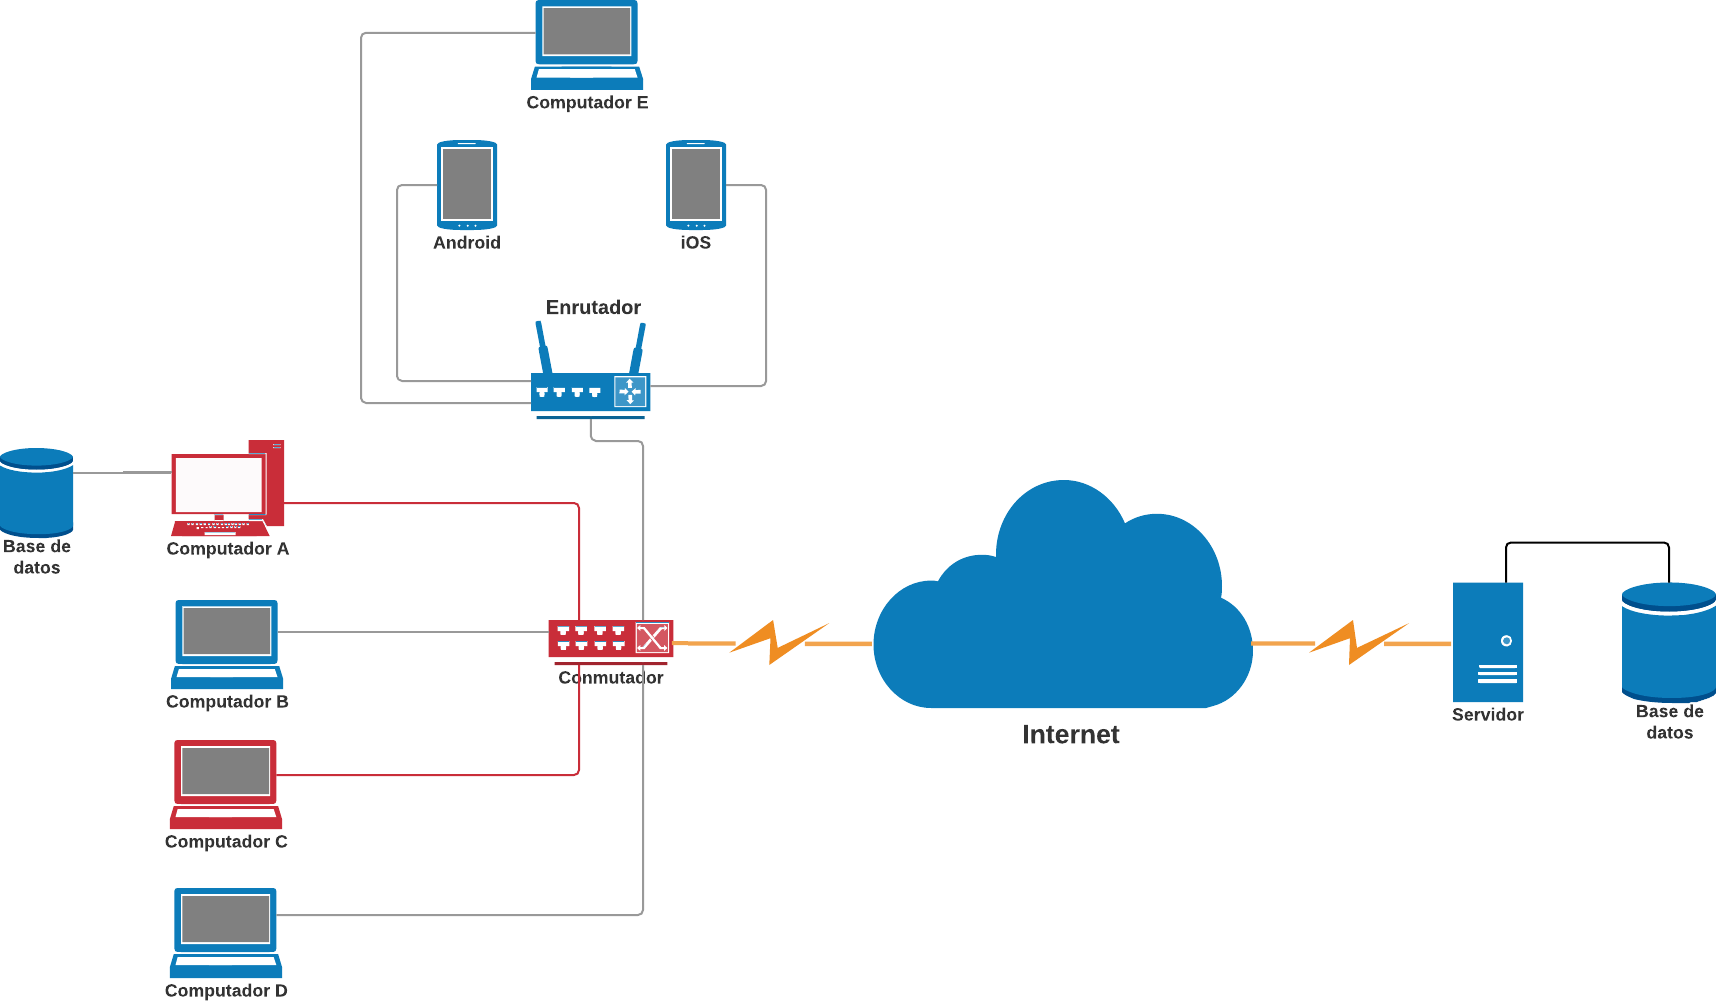 Computador E
Android
iOS
Enrutador
Base de
datos
Computador A
Computador B
Conmutador
Computador C
Computador D
Internet
Servidor
Base de
datos